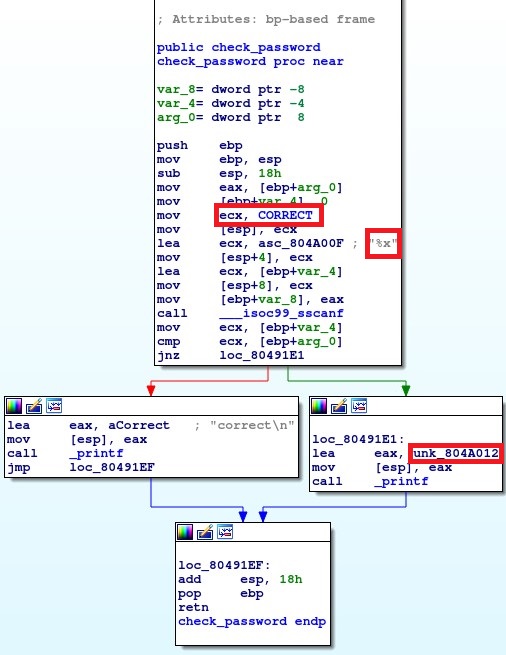 ; Attributes: bp-based frame
public check_password
check_password proc near
var_8= dword ptr -8
var_4= dword ptr -4
arg_0= dword ptr 8
push ebp
mov ebp, esp
sub esp, 18h
mov eax, [ebp+arg_0]
mov [ebp+var_4], 0
mov ecx, CORRECT
mov [esp], ecx
lea ecx, asc_804A00F ; "%x"
mov [esp+4], ecx
lea ecx, [ebp+var_4]
mov [esp+8], ecx
mov [ebp+var_8], eax
call ___isoc99_sscanf
mov ecx, [ebp+var_4]
cmp ecx, [ebp+arg_0]
jnz loc_80491E1
lea eax, aCorrect ; "correct\n"
mov [esp], eax
call _printf
jmp loc_80491EF
loc_80491E1:
lea eax, unk_804A012
mov [esp], eax
call _printf
loc_80491EF:
add esp, 18h
pop ebp
retn
check_password endp